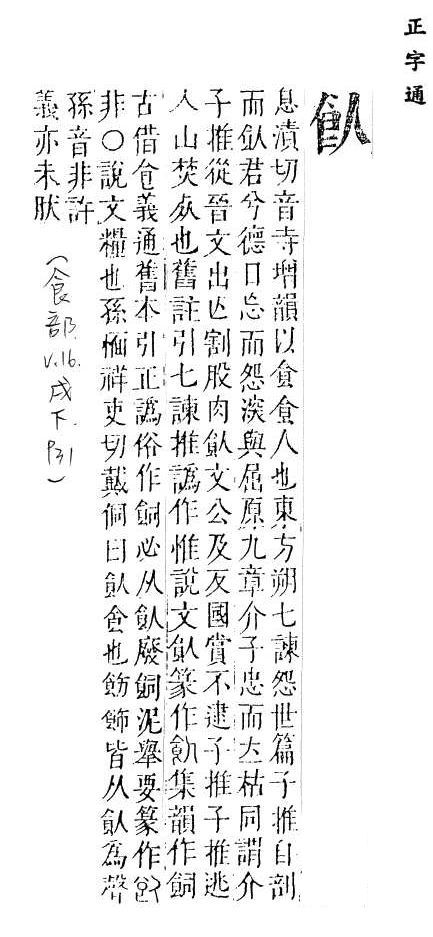 正字通
飤
息漬切音寺增韻以食食人也東方朔七諫怨世篇子推自剖
而飤君兮德日忘而怨深與屈原九章介子忠而立枯同謂介
子推從晉文出亡割股肉飤文公及反國賞不逮子推子推逃
入山焚死也舊註引七諫推譌作惟說文飤篆作飤集韻作飼
古借食義通舊本引正譌俗作飼必从飤廢飼泥舉要篆作
非○說文糧也孫愐祥吏切戴侗曰飤食也飭飾皆从飤爲聲
孫音非許
義亦未肰
(食部
v.16.
戌下.
p31)